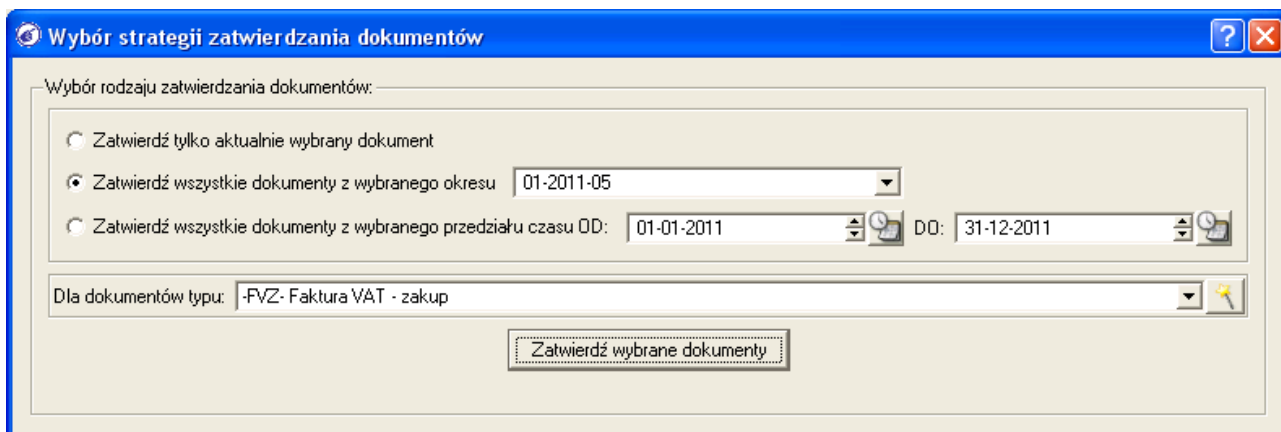 Wybór strategii zatwierdzania dokumentów
Wybór rodzaju zatwierdzania dokumentów:
Zatwierdź tylko aktualnie wybrany dokument
Zatwierdź wszystkie dokumenty z wybranego okresu 01-2011-05
Zatwierdź wszystkie dokumenty z wybranego przedziału czasu OD: 01-01-2011 DO: 31-12-2011
Dla dokumentów typu: -FVZ- Faktura VAT - zakup
Zatwierdź wybrane dokumenty